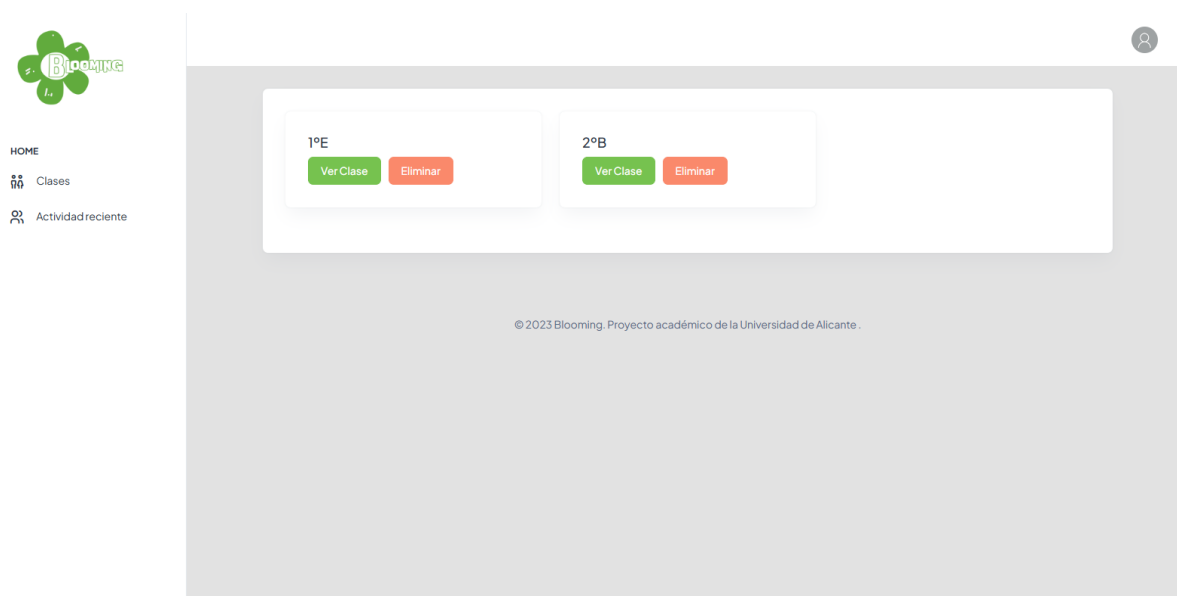 BLOOMING
HOME
Clases
Actividad reciente
1ºE
Ver Clase
Eliminar
2ºB
Ver Clase
Eliminar
© 2023 Blooming. Proyecto académico de la Universidad de Alicante .